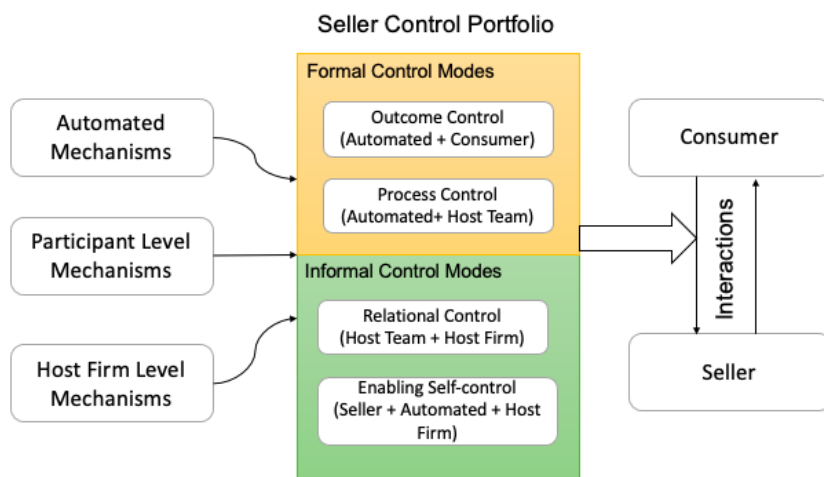 Seller Control Portfolio
Formal Control Modes
Outcome Control
(Automated + Consumer)
Process Control
(Automated+ Host Team)
Informal Control Modes
Relational Control
(Host Team + Host Firm)
Enabling Self-control
(Seller + Automated + Host
Firm)
Automated
Mechanisms
Participant Level
Mechanisms
Host Firm Level
Mechanisms
Consumer
Interactions
Seller